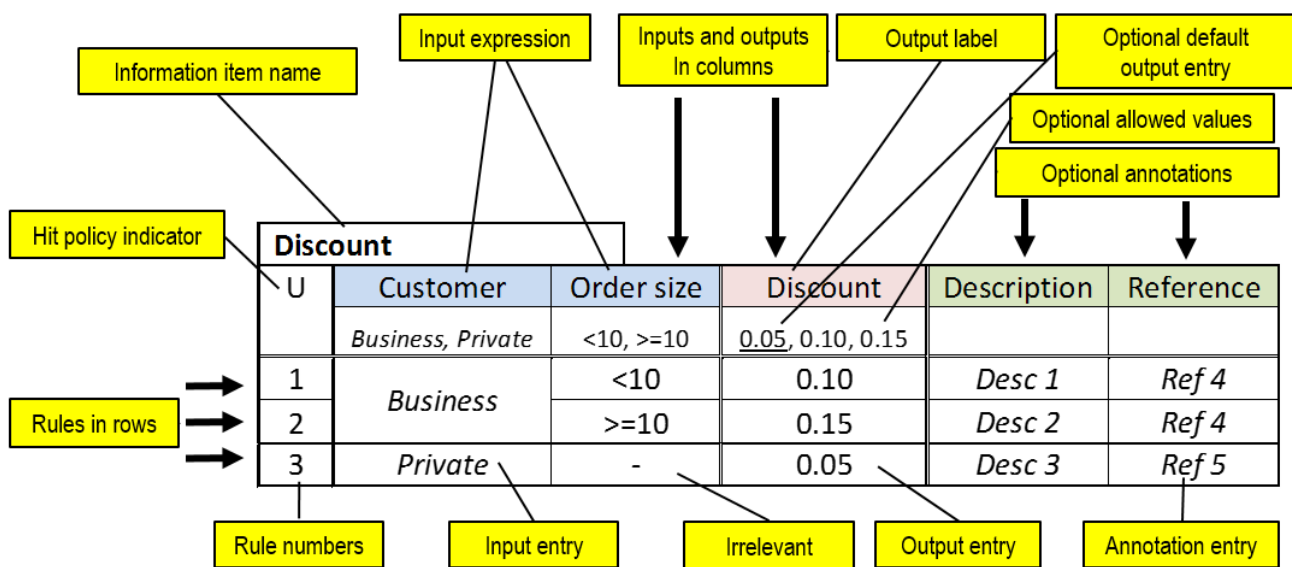 Input expression
Inputs and outputs
In columns
Output label
Optional default
output entry
Information item name
Optional allowed values
Optional annotations
Hit policy indicator
Discount
U Customer Order size Discount Description Reference
Business, Private <10, >=10 0.05, 0.10, 0.15
1 Business <10 0.10 Desc 1 Ref 4
2 >=10 0.15 Desc 2 Ref 4
Rules in rows
3 Private - 0.05 Desc 3 Ref 5
Rule numbers
Input entry
Irrelevant
Output entry
Annotation entry